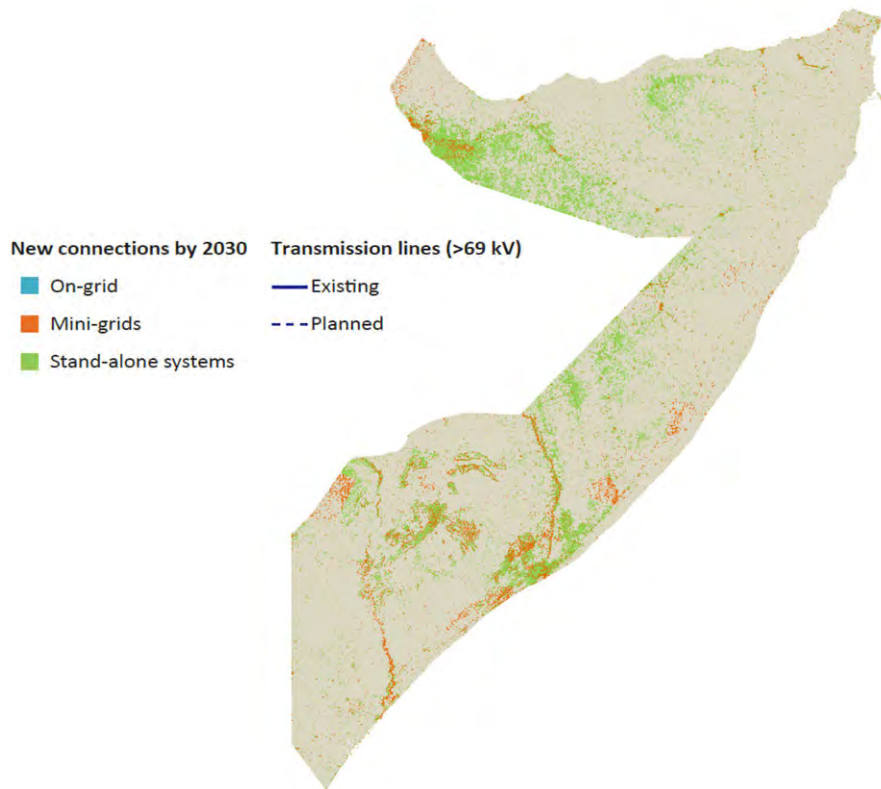 New connections by 2030
On-grid
Mini-grids
Stand-alone systems
Transmission lines (>69 kV)
Existing
Planned